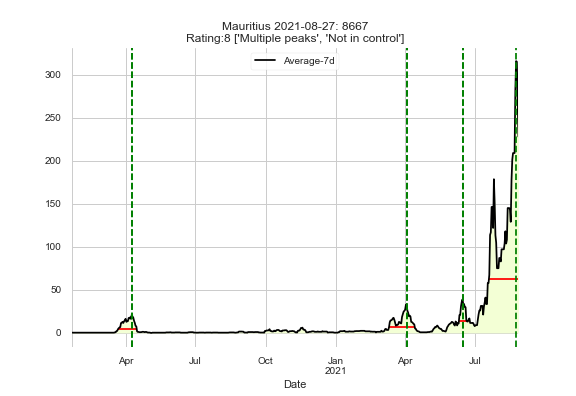 Mauritius 2021-08-27: 8667
Rating:8 ['Multiple peaks', 'Not in control']
Average-7d
300
250
200
150
100
50
0
Apr
Jul
Oct
Jan
2021
Apr
Jul
Date